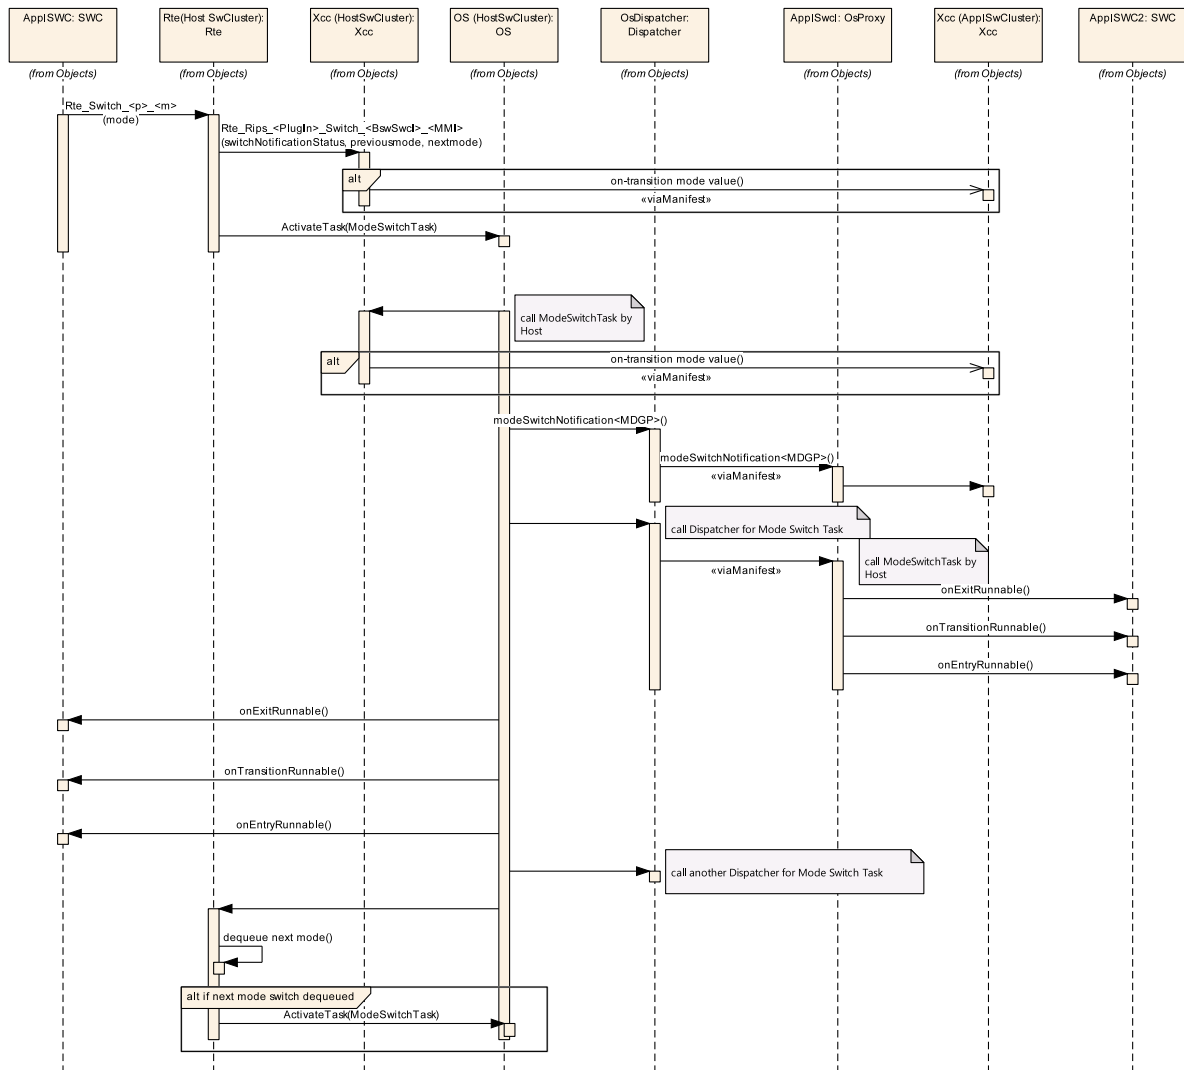 ApplSWC: SWC
Rte(Host SwCluster):
Rte
Xcc (HostSwCluster):
Xcc
OS (HostSwCluster):
OS
OsDispatcher:
Dispatcher
ApplSwcl: OsProxy
Xcc (ApplSwCluster):
Xcc
ApplSWC2: SWC
(from Objects)
(from Objects)
(from Objects)
(from Objects)
(from Objects)
(from Objects)
(from Objects)
(from Objects)
Rte_Switch_<p>_<m>
(mode)
Rte_Rips_<PlugIn>_Switch_<BswSwcI>_<MMI>
(switchNotificationStatus, previousmode, nextmode)
alt
on-transition mode value()
«viaManifest»
ActivateTask(ModeSwitchTask)
call ModeSwitchTask by
Host
alt
on-transition mode value()
«viaManifest»
modeSwitchNotification<MDGP>()
modeSwitchNotification<MDGP>()
«viaManifest»
call Dispatcher for Mode Switch Task
call ModeSwitchTask by
Host
«viaManifest»
onExitRunnable()
onTransitionRunnable()
onEntryRunnable()
onExitRunnable()
onTransitionRunnable()
onEntryRunnable()
call another Dispatcher for Mode Switch Task
dequeue next mode()
alt if next mode switch dequeued
ActivateTask(ModeSwitchTask)